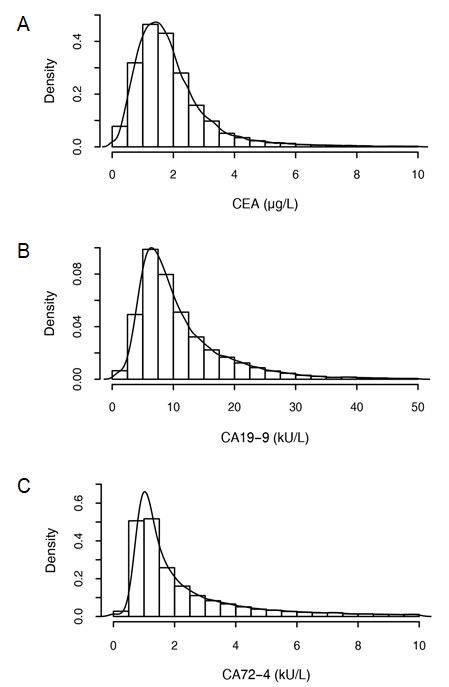 A
Density
0.0 0.2 0.4
0 2 4 6 8 10
CEA (µg/L)
B
Density
0.00 0.04 0.08
0 10 20 30 40 50
CA19−9 (kU/L)
C
Density
0.0 0.2 0.4 0.6
0 2 4 6 8 10
CA72−4 (kU/L)